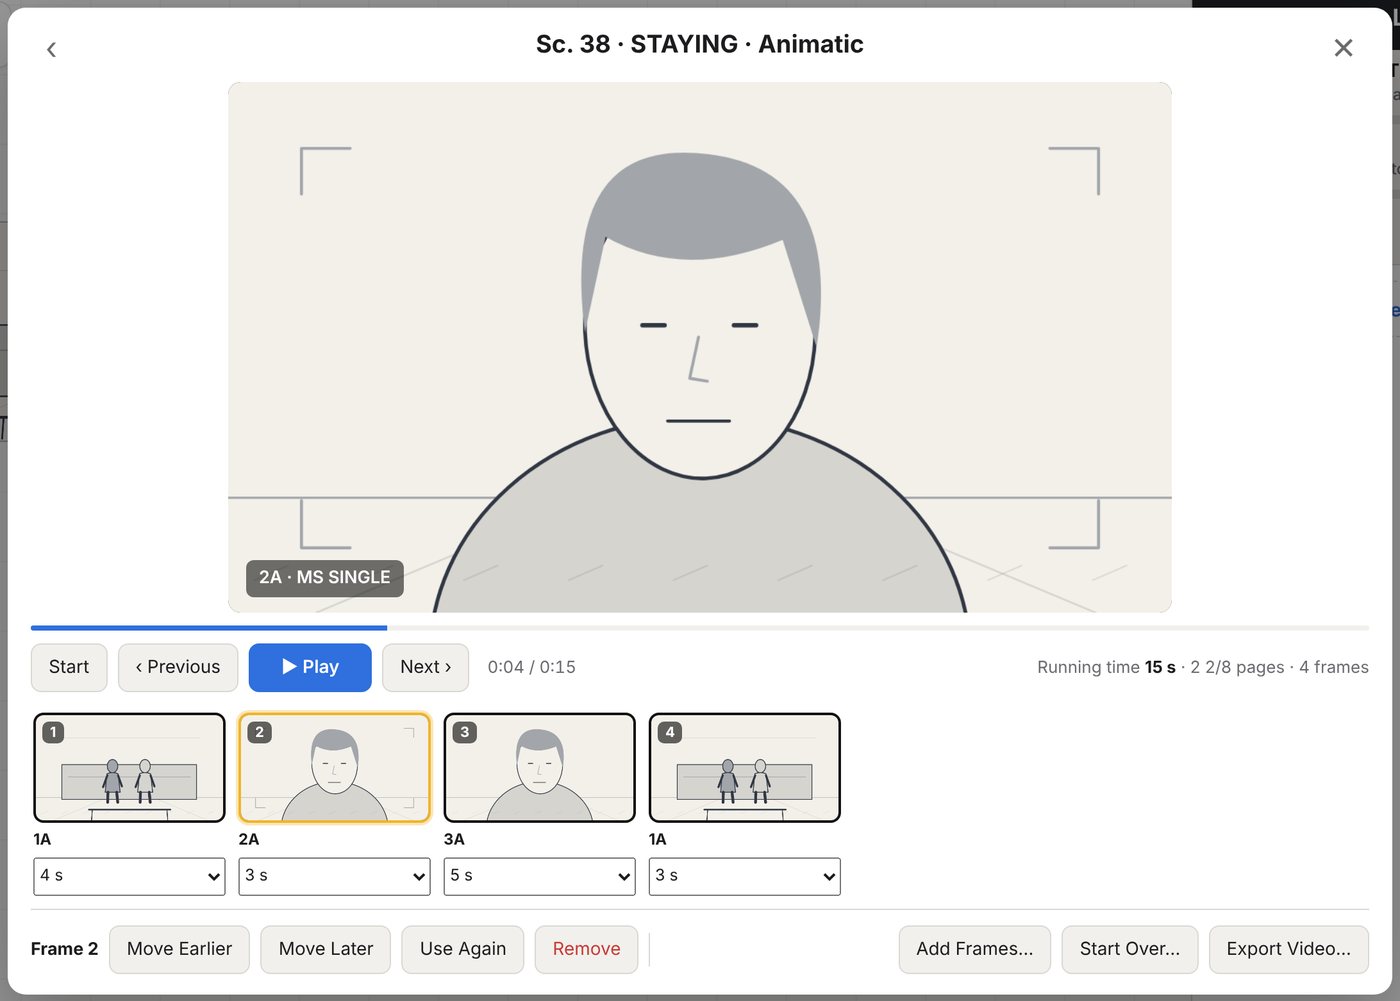 ‹
Sc. 38 · STAYING · Animatic
✕
2A · MS SINGLE
Start
‹ Previous
▶ Play
Next ›
0:04 / 0:15
Running time 15 s · 2 2/8 pages · 4 frames
1
2
3
4
1A
2A
3A
1A
4 s
3 s
5 s
3 s
Frame 2
Move Earlier
Move Later
Use Again
Remove
Add Frames...
Start Over...
Export Video...